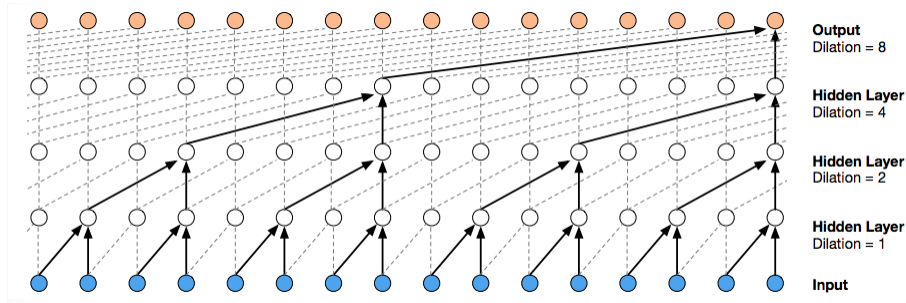 Output
Dilation = 8
Hidden Layer
Dilation = 4
Hidden Layer
Dilation = 2
Hidden Layer
Dilation = 1
Input